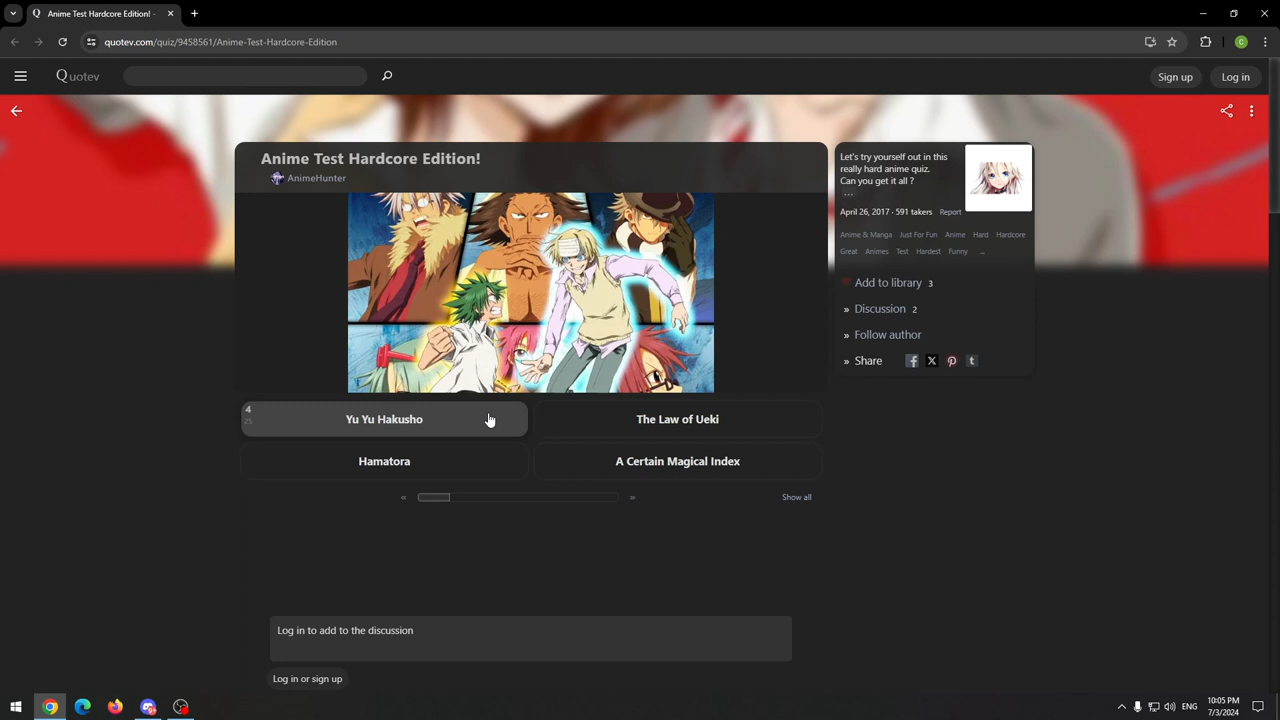 Anime Test Hardcore Edition! -
quotev.com/quiz/9458561/Anime-Test-Hardcore-Edition
C
Quotev
Sign up
Log in
Anime Test Hardcore Edition!
AnimeHunter
Let's try yourself out in this
really hard anime quiz.
Can you get it all ?
...
April 26, 2017 · 591 takers Report
Anime & Manga Just For Fun Anime Hard Hardcore
Great Animes Test Hardest Funny ...
» Add to library 3
» Discussion 2
» Follow author
» Share
4
25
Yu Yu Hakusho
The Law of Ueki
Hamatora
A Certain Magical Index
«
»
Show all
Log in to add to the discussion
Log in or sign up
ENG
10:05 PM
7/3/2024